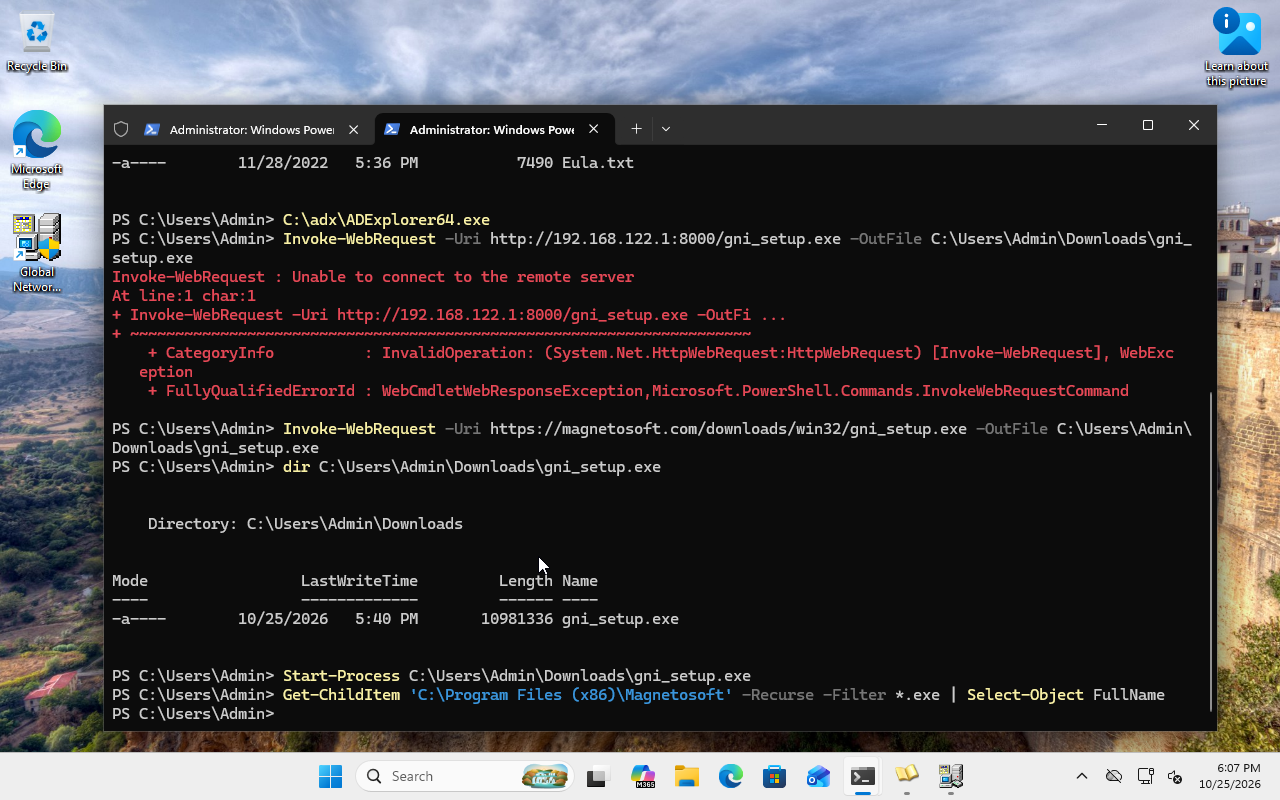 Recycle Bin
Learn about
this picture
Microsoft
Edge
Global
Networ...
Administrator: Windows Power
Administrator: Windows Powe
-a---- 11/28/2022 5:36 PM 7490 Eula.txt
PS C:\Users\Admin> C:\adx\ADExplorer64.exe
PS C:\Users\Admin> Invoke-WebRequest -Uri http://192.168.122.1:8000/gni_setup.exe -OutFile C:\Users\Admin\Downloads\gni_
setup.exe
Invoke-WebRequest : Unable to connect to the remote server
At line:1 char:1
+ Invoke-WebRequest -Uri http://192.168.122.1:8000/gni_setup.exe -OutFi ...
+ ~~~~~~~~~~~~~~~~~~~~~~~~~~~~~~~~~~~~~~~~~~~~~~~~~~~~~~~~~~~~~~~~~~~~~
+ CategoryInfo : InvalidOperation: (System.Net.HttpWebRequest:HttpWebRequest) [Invoke-WebRequest], WebExc
eption
+ FullyQualifiedErrorId : WebCmdletWebResponseException,Microsoft.PowerShell.Commands.InvokeWebRequestCommand
PS C:\Users\Admin> Invoke-WebRequest -Uri https://magnetosoft.com/downloads/win32/gni_setup.exe -OutFile C:\Users\Admin\
Downloads\gni_setup.exe
PS C:\Users\Admin> dir C:\Users\Admin\Downloads\gni_setup.exe
Directory: C:\Users\Admin\Downloads
Mode LastWriteTime Length Name
---- ------------- ------ ----
-a---- 10/25/2026 5:40 PM 10981336 gni_setup.exe
PS C:\Users\Admin> Start-Process C:\Users\Admin\Downloads\gni_setup.exe
PS C:\Users\Admin> Get-ChildItem 'C:\Program Files (x86)\Magnetosoft' -Recurse -Filter *.exe | Select-Object FullName
PS C:\Users\Admin>
Search
M365
6:07 PM
10/25/2026